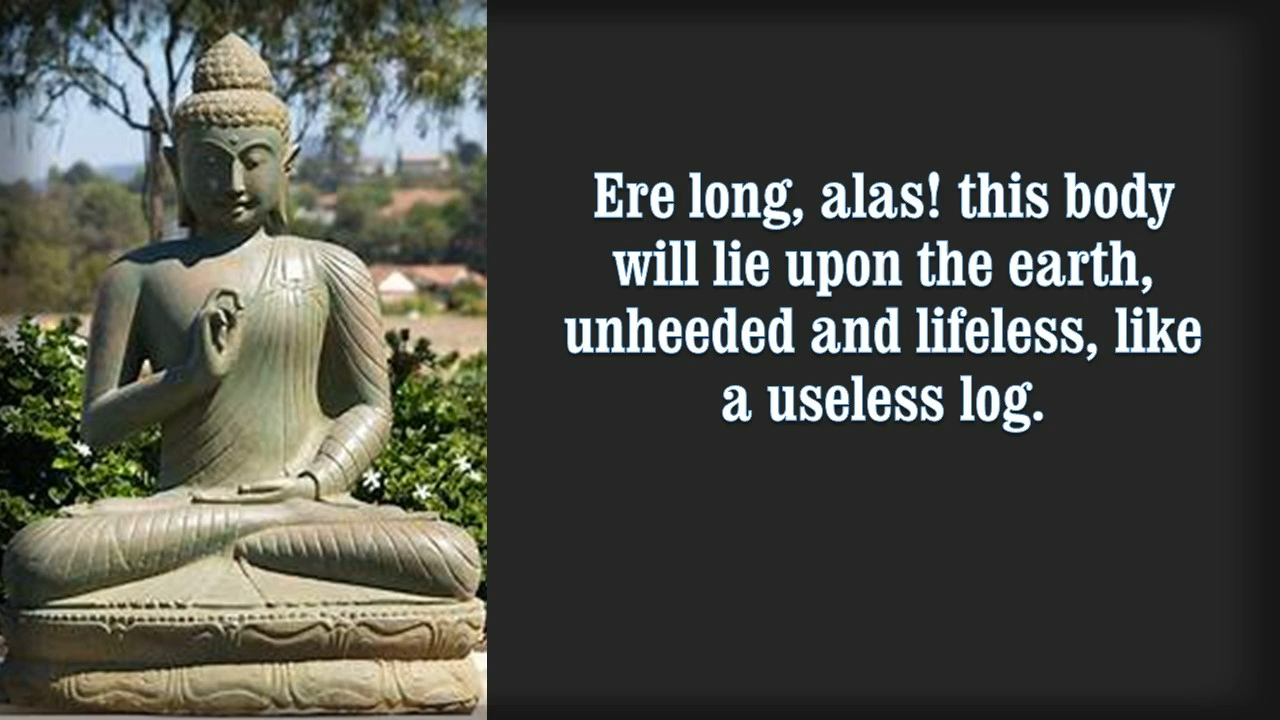 Ere long, alas! this body
will lie upon the earth,
unheeded and lifeless, like
a useless log.